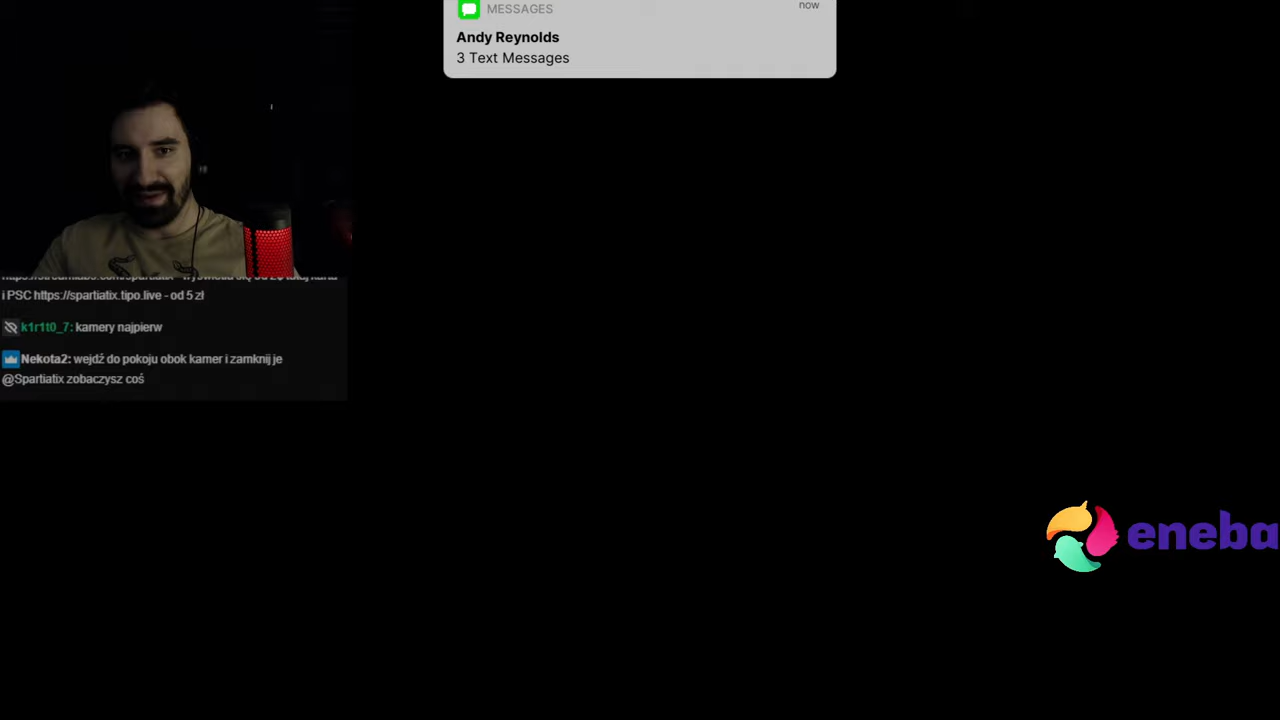 MESSAGES
now
Andy Reynolds
3 Text Messages
i PSC https://spartiatix.tipo.live - od 5 zł
k1r1t0_7: kamery najpierw
Nekota2: wejdź do pokoju obok kamer i zamknij je
@Spartiatix zobaczysz coś
eneba